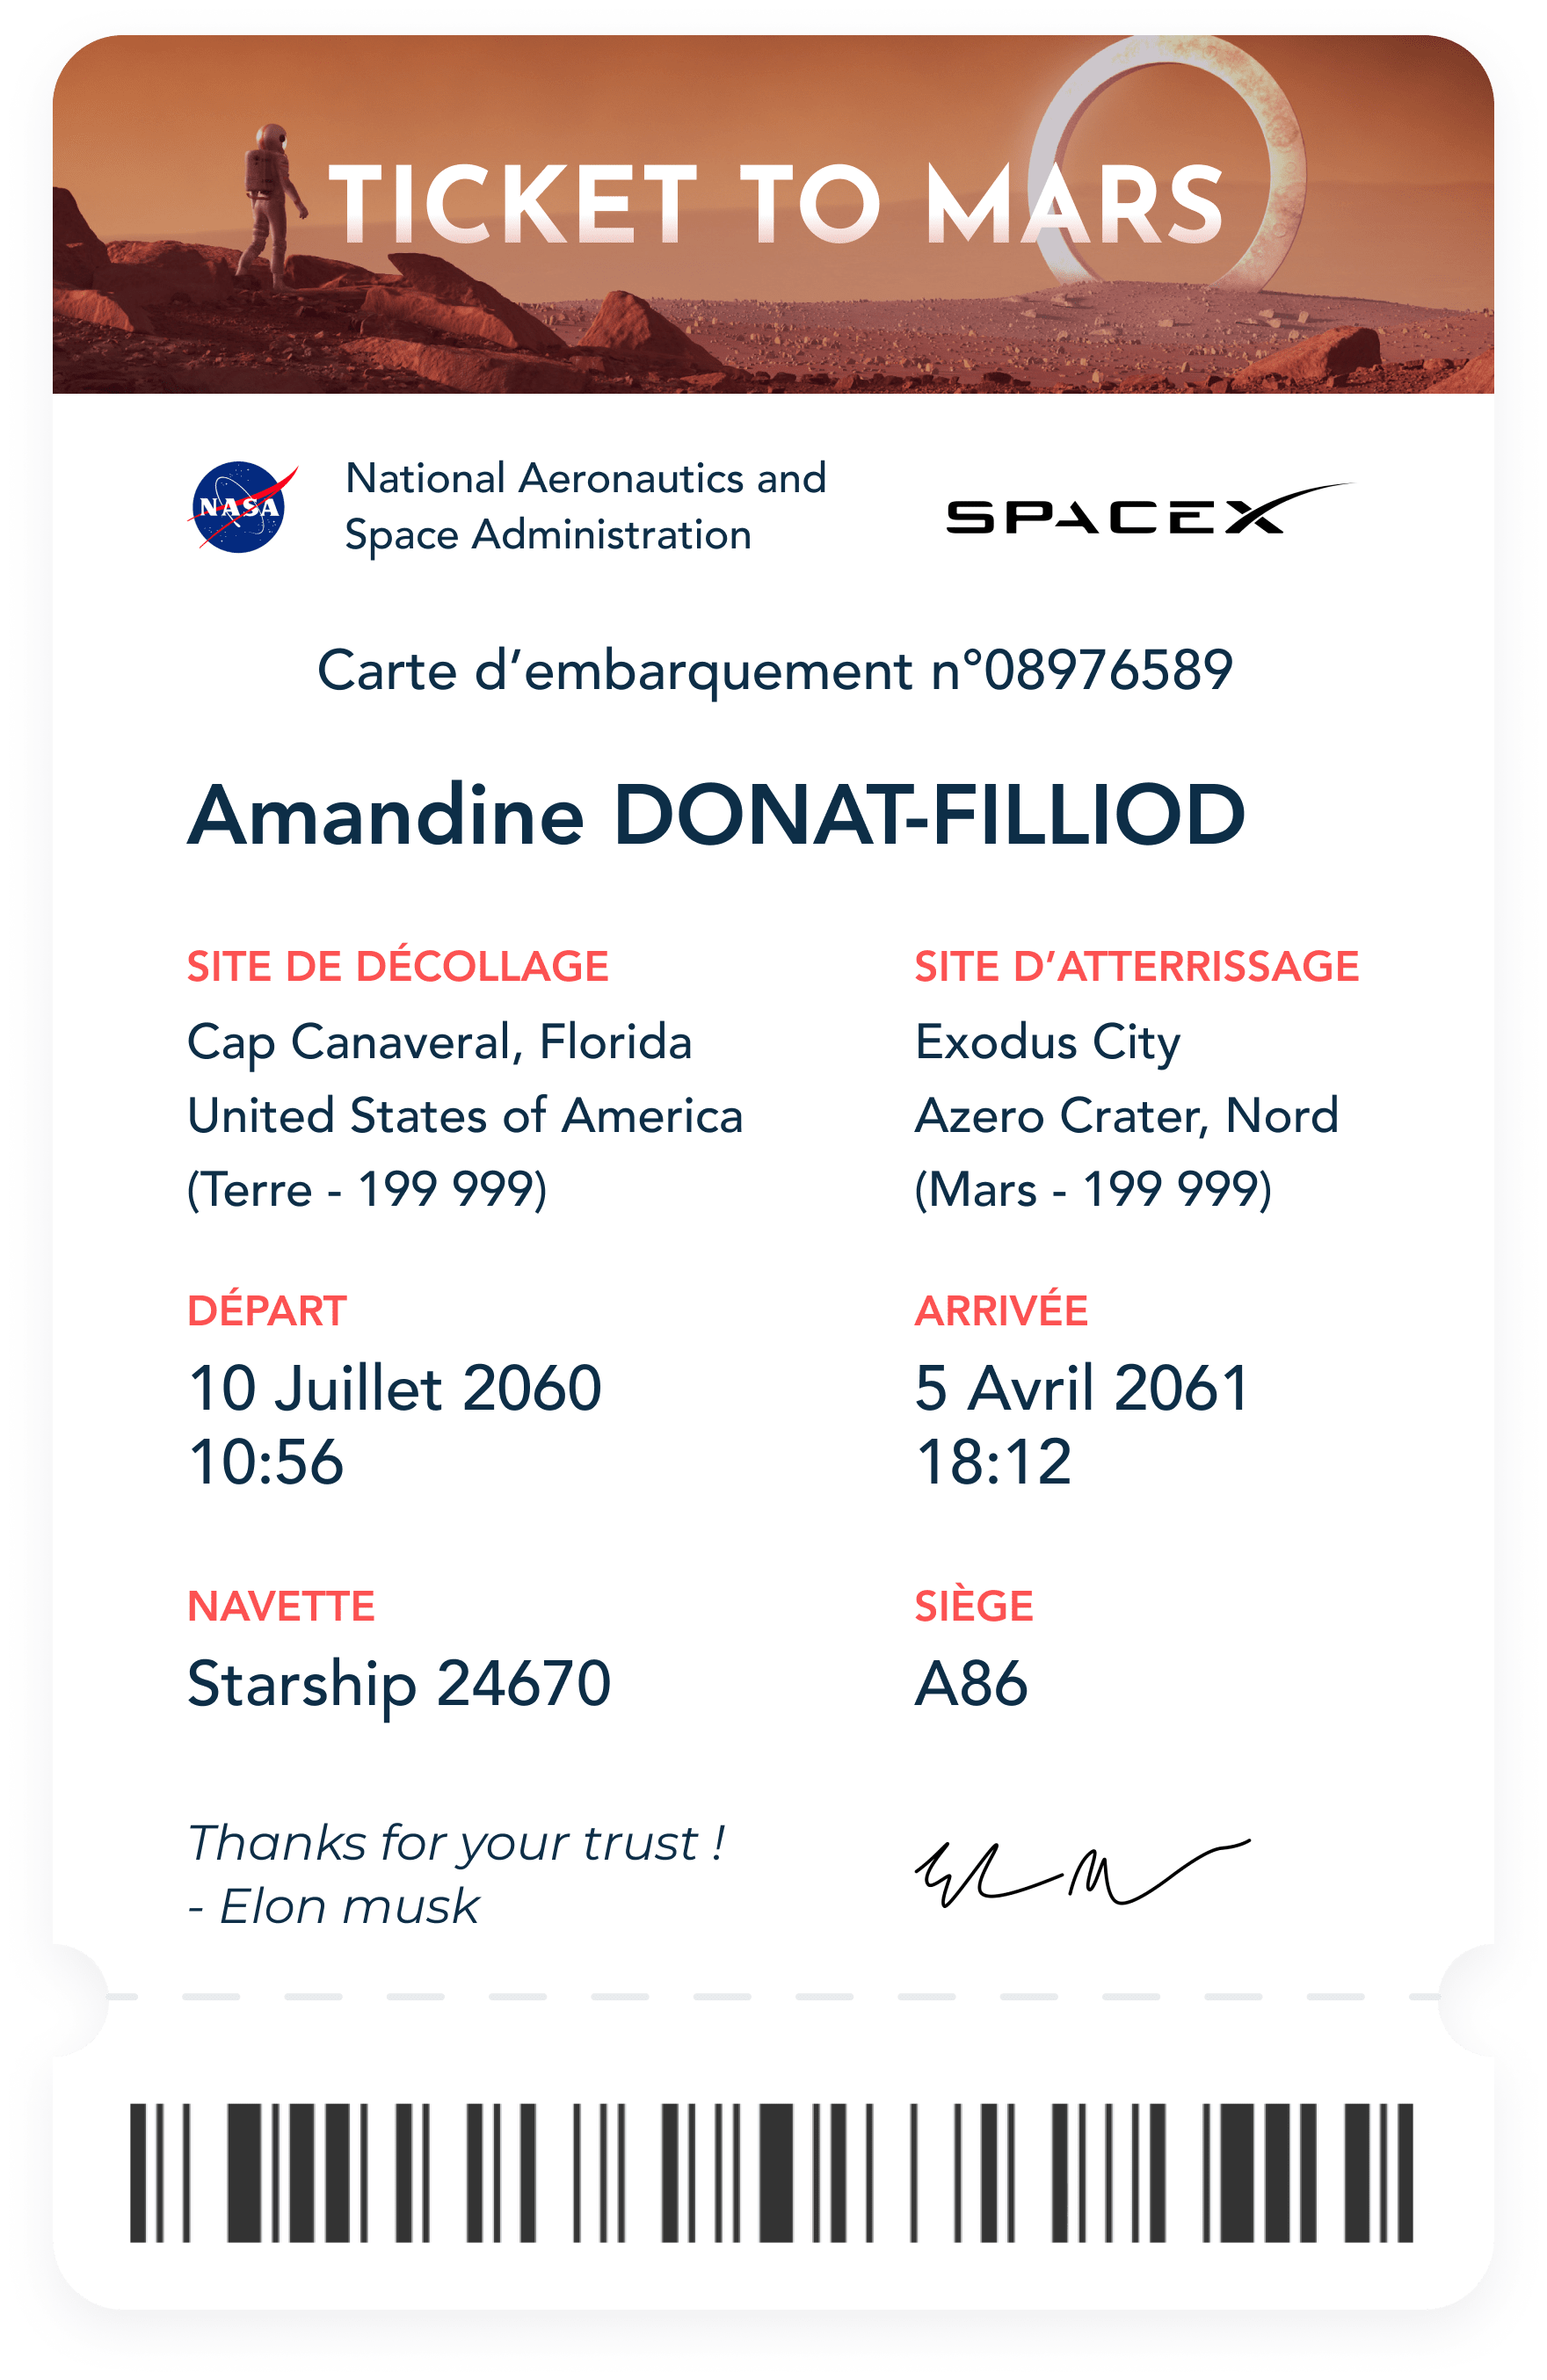 TICKET TO MARS
NASA
National Aeronautics and
Space Administration
SPACEX
Carte d’embarquement n°08976589
Amandine DONAT-FILLIOD
SITE DE DÉCOLLAGE
Cap Canaveral, Florida
United States of America
(Terre - 199 999)
SITE D’ATTERRISSAGE
Exodus City
Azero Crater, Nord
(Mars - 199 999)
DÉPART
10 Juillet 2060
10:56
ARRIVÉE
5 Avril 2061
18:12
NAVETTE
Starship 24670
SIÈGE
A86
Thanks for your trust !
- Elon musk